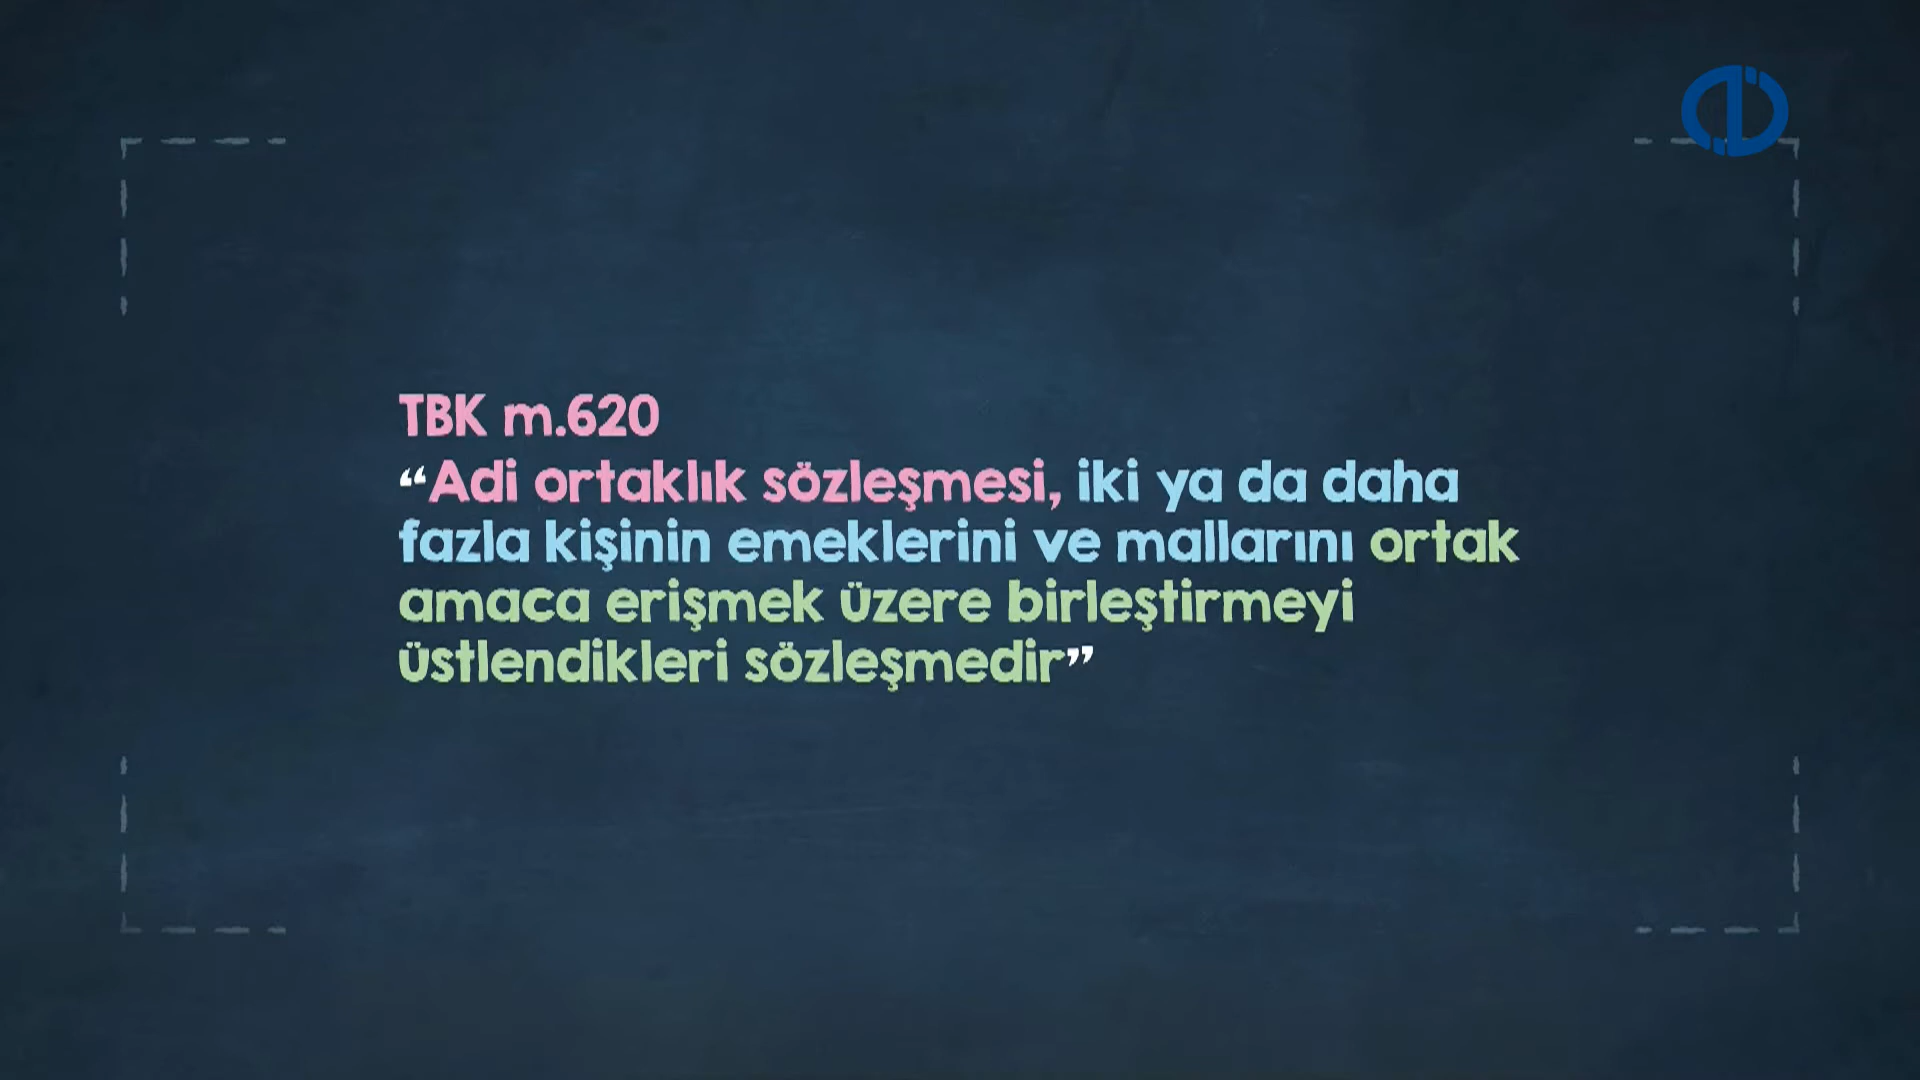 TBK m.620
“Adi ortaklık sözleşmesi, iki ya da daha
fazla kişinin emeklerini ve mallarını ortak
amaca erişmek üzere birleştirmeyi
üstlendikleri sözleşmedir”